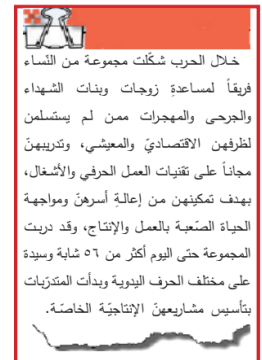 خلال الحرب شكّلت مجموعة من النّساء
فريقاً لمساعدةِ زوجات وبنات الشهداء
والجرحى والمهجرات ممن لم يستسلمن
لظرفهن الاقتصاديّ والمعيشي، وتدريبهنّ
مجاناً على تقنيات العمل الحرفي والأشغال،
بهدف تمكينهن من إعالةِ أسرهنّ ومواجهة
الحياة الصّعبة بالعمل والإنتاج، وقد دربت
المجموعة حتى اليوم أكثر من ٥٦ شابة وسيدة
على مختلف الحرف اليدوية وبدأت المتدرّبات
بتأسيس مشاريعهنّ الإنتاجيّة الخاصّة.